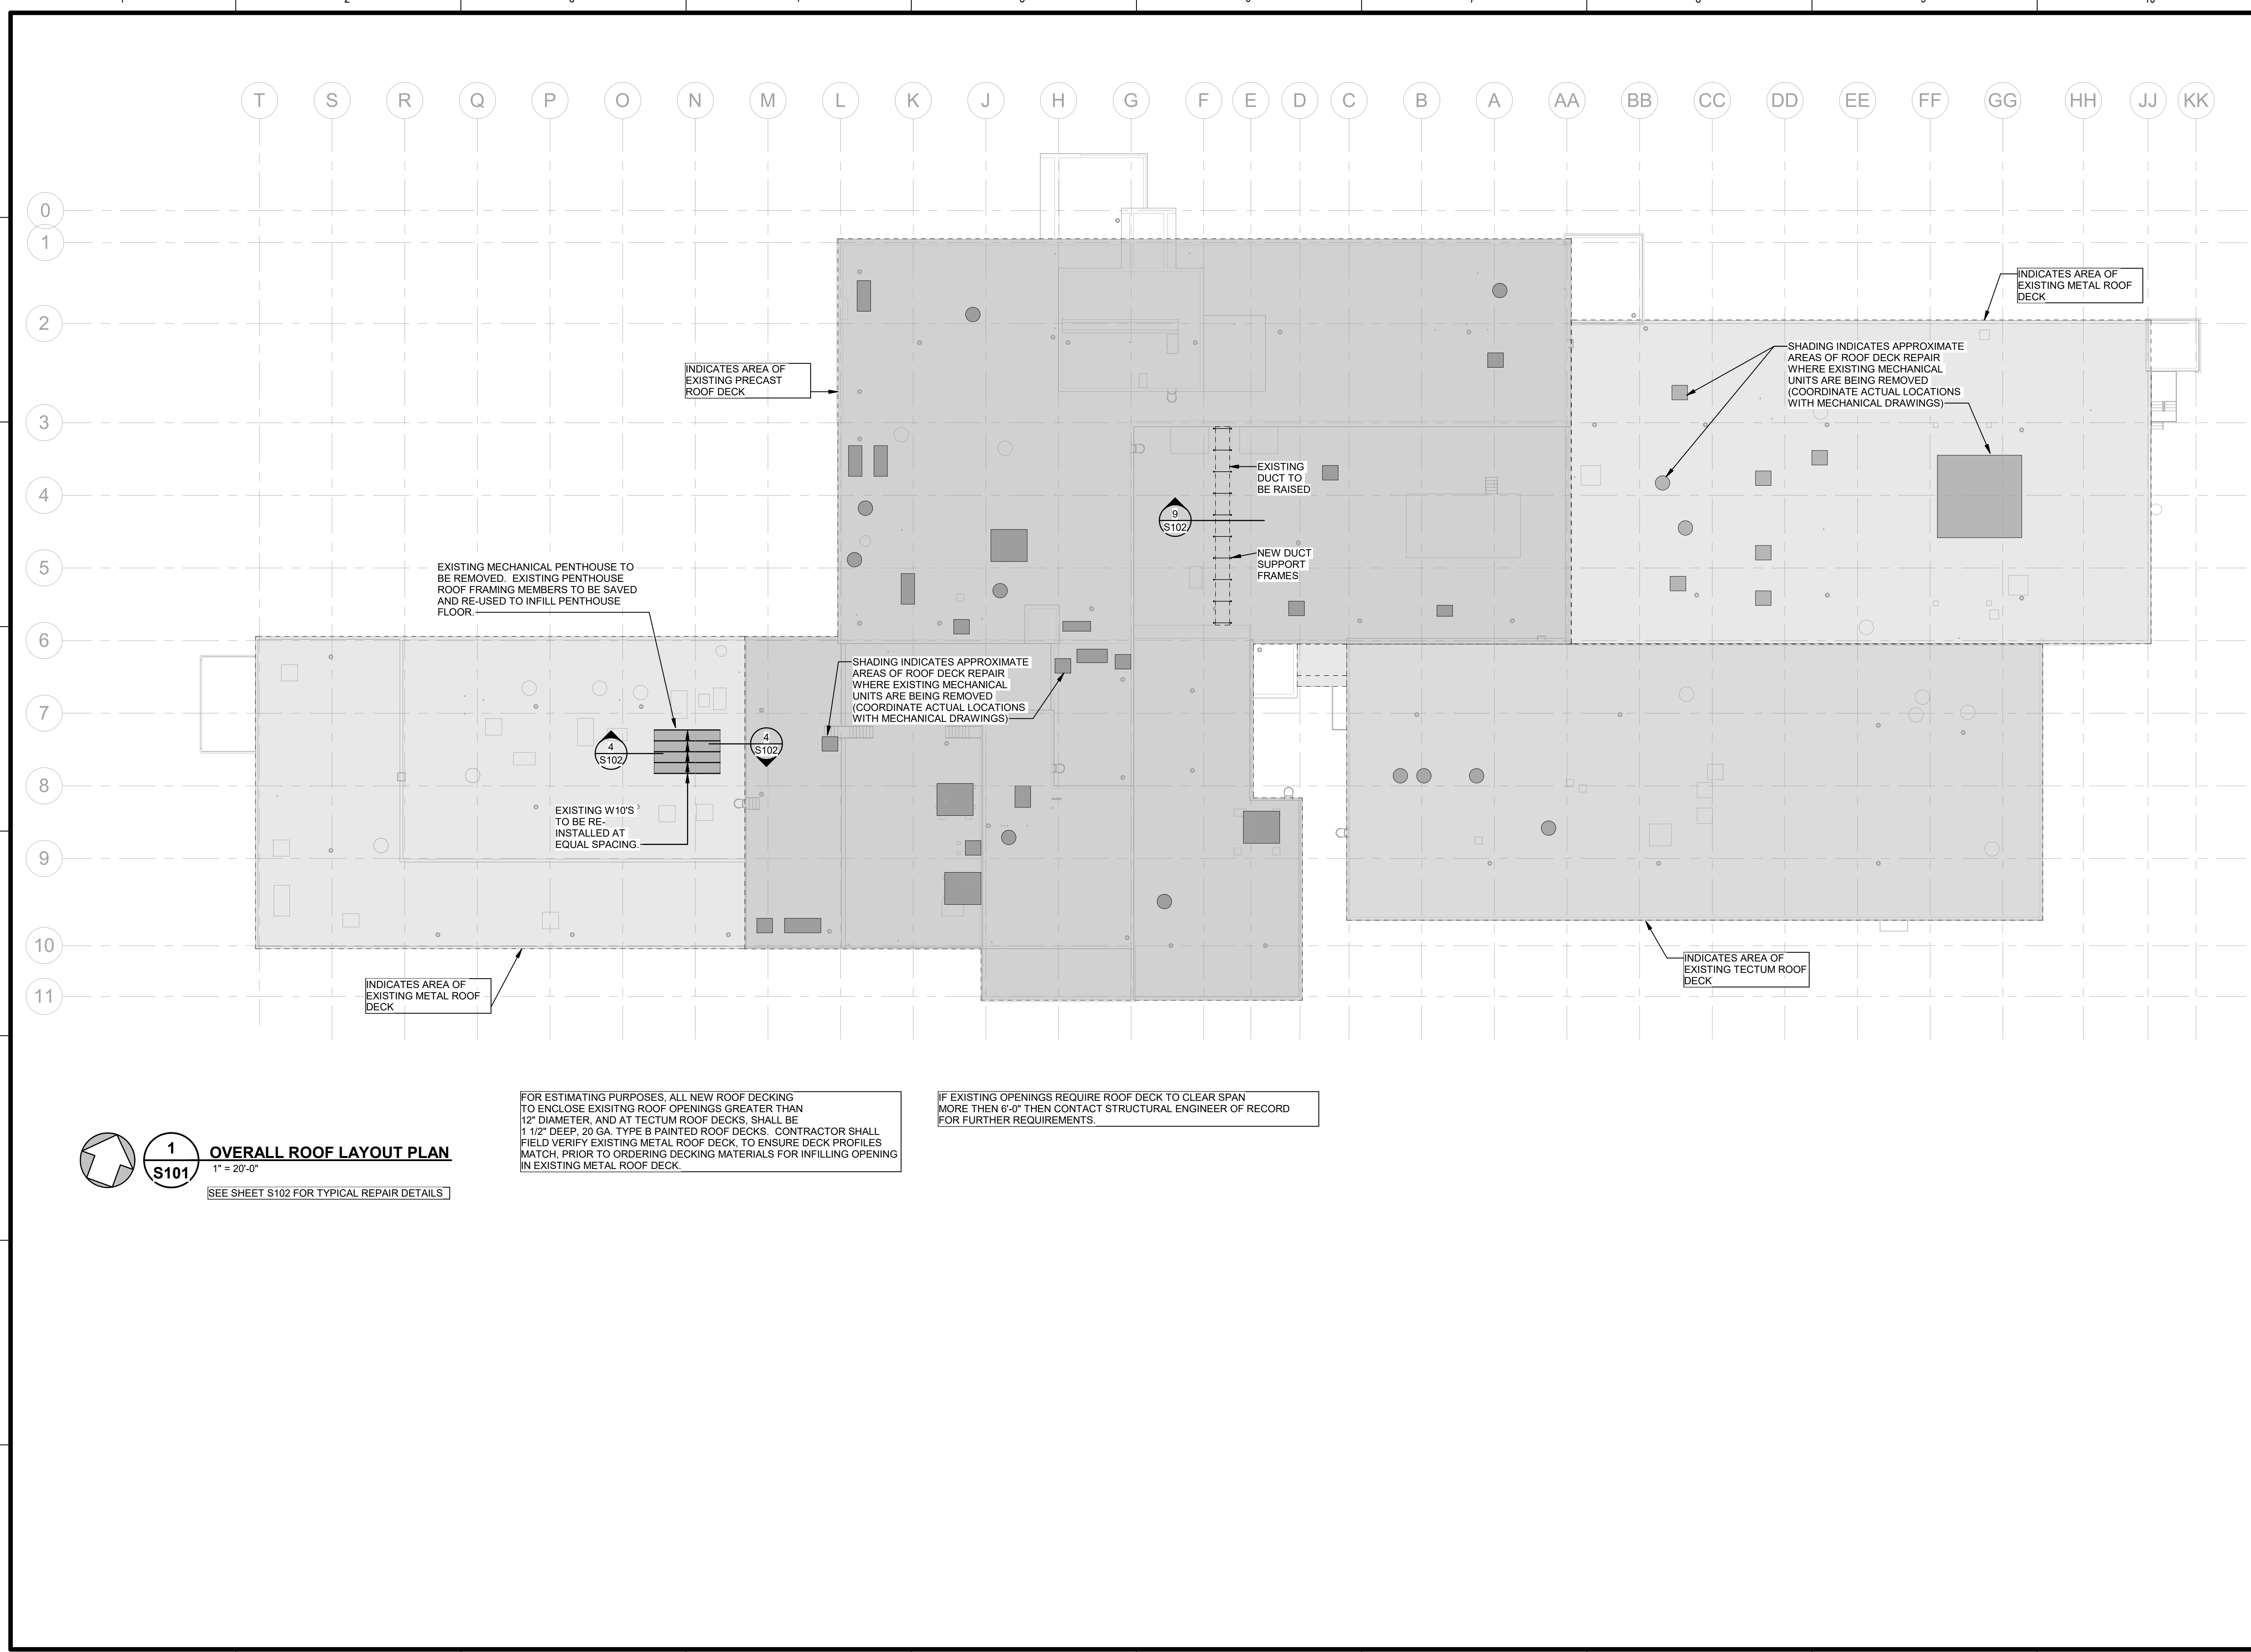 T S R Q P O N M L K J H G F E D C B A AA BB CC DD EE FF GG HH JJ KK
0
1
2
3
4
5
6
7
8
9
10
11
INDICATES AREA OF
EXISTING METAL ROOF
DECK
SHADING INDICATES APPROXIMATE
AREAS OF ROOF DECK REPAIR
WHERE EXISTING MECHANICAL
UNITS ARE BEING REMOVED
(COORDINATE ACTUAL LOCATIONS
WITH MECHANICAL DRAWINGS)
INDICATES AREA OF
EXISTING PRECAST
ROOF DECK
EXISTING
DUCT TO
BE RAISED
9
S102
NEW DUCT
SUPPORT
FRAMES
EXISTING MECHANICAL PENTHOUSE TO
BE REMOVED.  EXISTING PENTHOUSE
ROOF FRAMING MEMBERS TO BE SAVED
AND RE-USED TO INFILL PENTHOUSE
FLOOR.
SHADING INDICATES APPROXIMATE
AREAS OF ROOF DECK REPAIR
WHERE EXISTING MECHANICAL
UNITS ARE BEING REMOVED
(COORDINATE ACTUAL LOCATIONS
WITH MECHANICAL DRAWINGS)
4
S102
4
S102
EXISTING W10'S
TO BE RE-
INSTALLED AT
EQUAL SPACING.
INDICATES AREA OF
EXISTING METAL ROOF
DECK
INDICATES AREA OF
EXISTING TECTUM ROOF
DECK
FOR ESTIMATING PURPOSES, ALL NEW ROOF DECKING
TO ENCLOSE EXISITNG ROOF OPENINGS GREATER THAN
12" DIAMETER, AND AT TECTUM ROOF DECKS, SHALL BE
1 1/2" DEEP, 20 GA. TYPE B PAINTED ROOF DECKS.  CONTRACTOR SHALL
FIELD VERIFY EXISTING METAL ROOF DECK, TO ENSURE DECK PROFILES
MATCH, PRIOR TO ORDERING DECKING MATERIALS FOR INFILLING OPENING
IN EXISTING METAL ROOF DECK.
IF EXISTING OPENINGS REQUIRE ROOF DECK TO CLEAR SPAN
MORE THEN 6'-0" THEN CONTACT STRUCTURAL ENGINEER OF RECORD
FOR FURTHER REQUIREMENTS.
1
S101
OVERALL ROOF LAYOUT PLAN
1" = 20'-0"
SEE SHEET S102 FOR TYPICAL REPAIR DETAILS